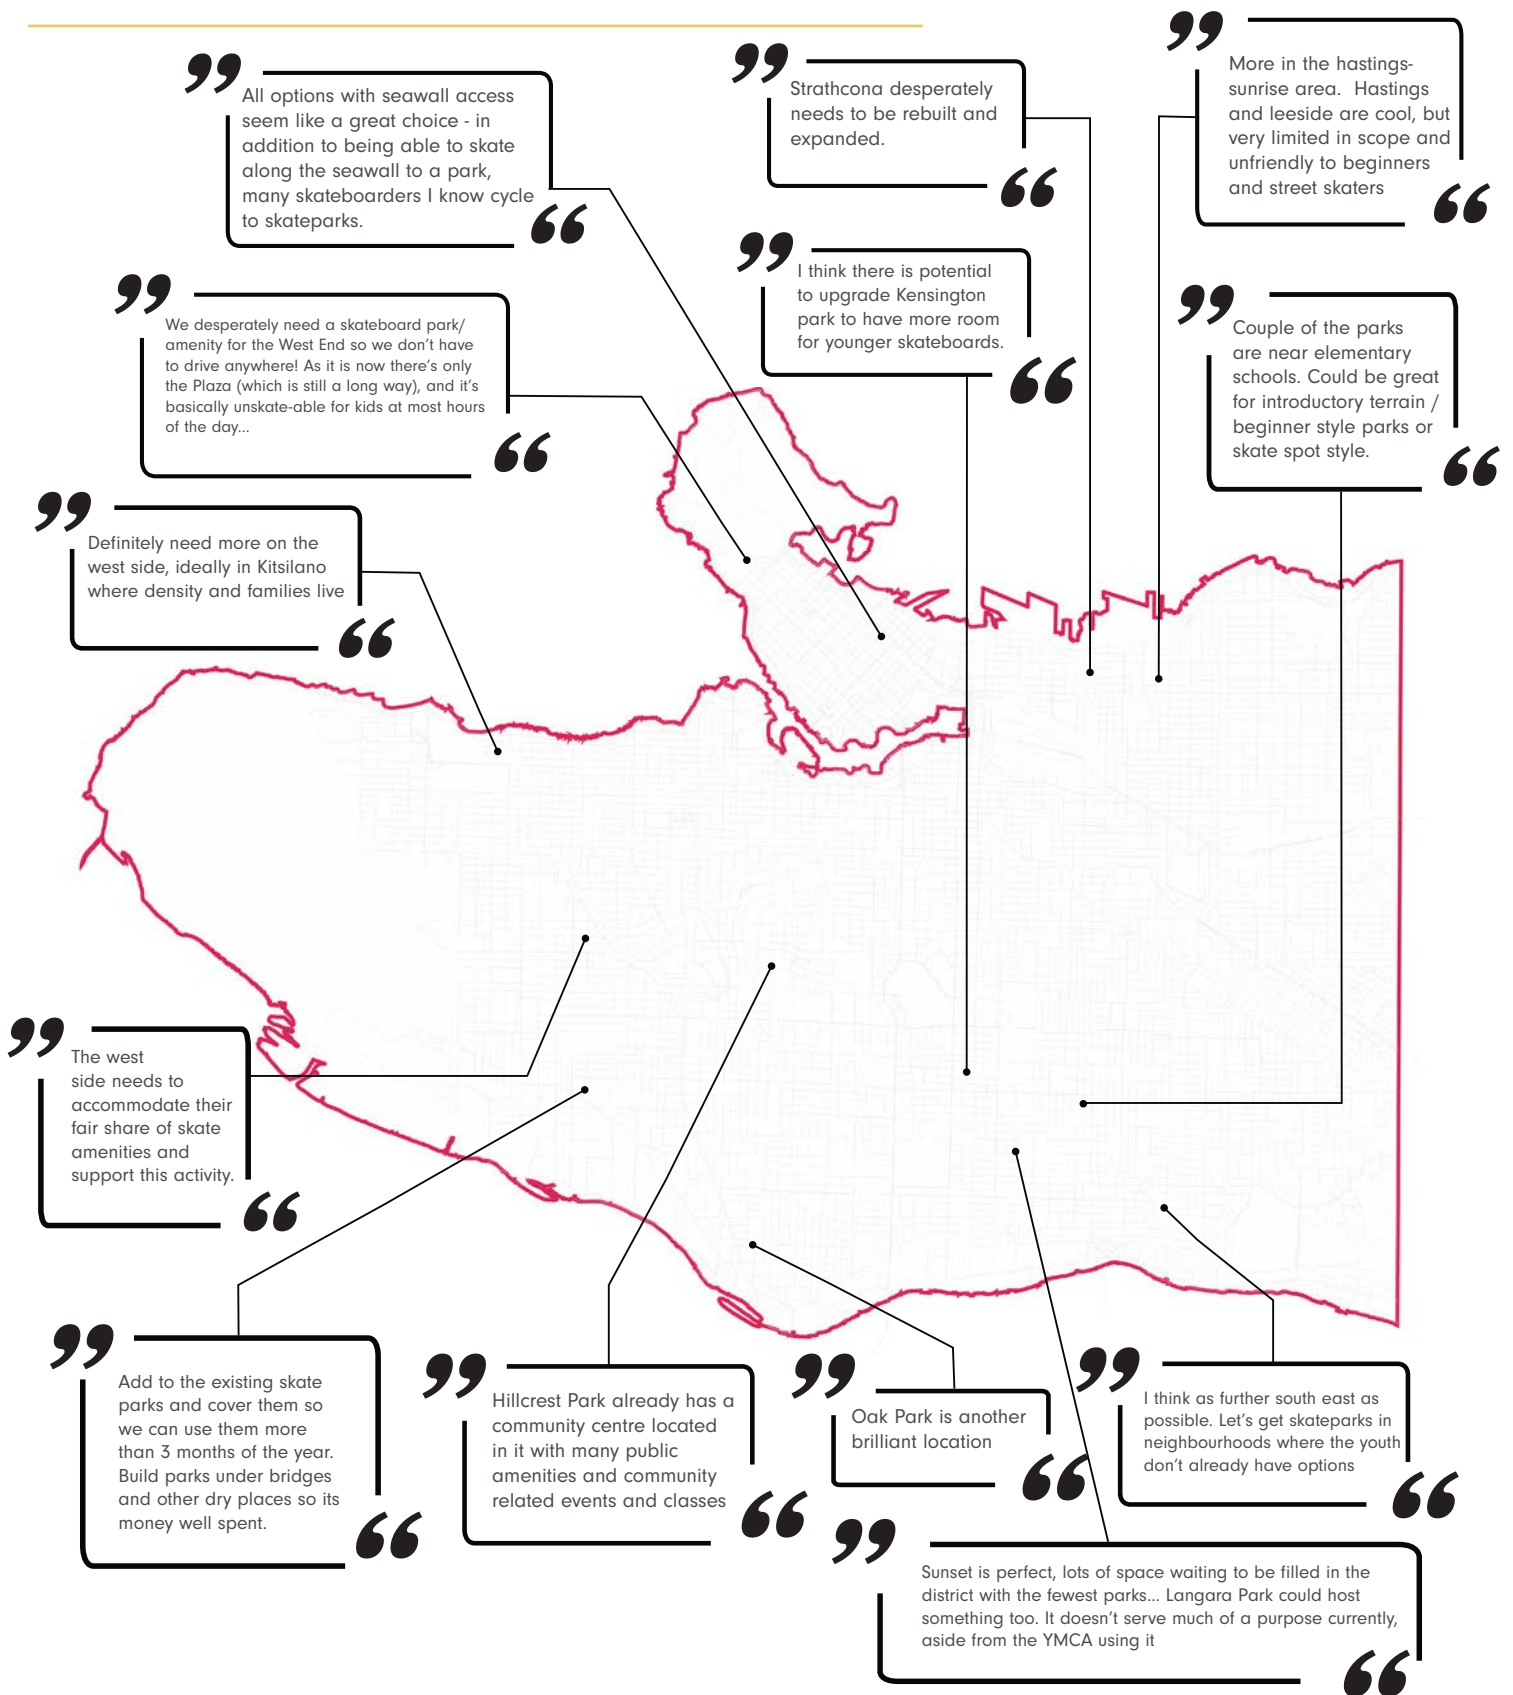 All options with seawall access
seem like a great choice - in
addition to being able to skate
along the seawall to a park,
many skateboarders I know cycle
to skateparks.
Strathcona desperately
needs to be rebuilt and
expanded.
More in the hastings-
sunrise area.  Hastings
and leeside are cool, but
very limited in scope and
unfriendly to beginners
and street skaters
We desperately need a skateboard park/
amenity for the West End so we don't have
to drive anywhere! As it is now there's only
the Plaza (which is still a long way), and it's
basically unskate-able for kids at most hours
of the day...
I think there is potential
to upgrade Kensington
park to have more room
for younger skateboards.
Couple of the parks
are near elementary
schools. Could be great
for introductory terrain /
beginner style parks or
skate spot style.
Definitely need more on the
west side, ideally in Kitsilano
where density and families live
The west
side needs to
accommodate their
fair share of skate
amenities and
support this activity.
Add to the existing skate
parks and cover them so
we can use them more
than 3 months of the year.
Build parks under bridges
and other dry places so its
money well spent.
Hillcrest Park already has a
community centre located
in it with many public
amenities and community
related events and classes
Oak Park is another
brilliant location
I think as further south east as
possible. Let's get skateparks in
neighbourhoods where the youth
don't already have options
Sunset is perfect, lots of space waiting to be filled in the
district with the fewest parks... Langara Park could host
something too. It doesn't serve much of a purpose currently,
aside from the YMCA using it